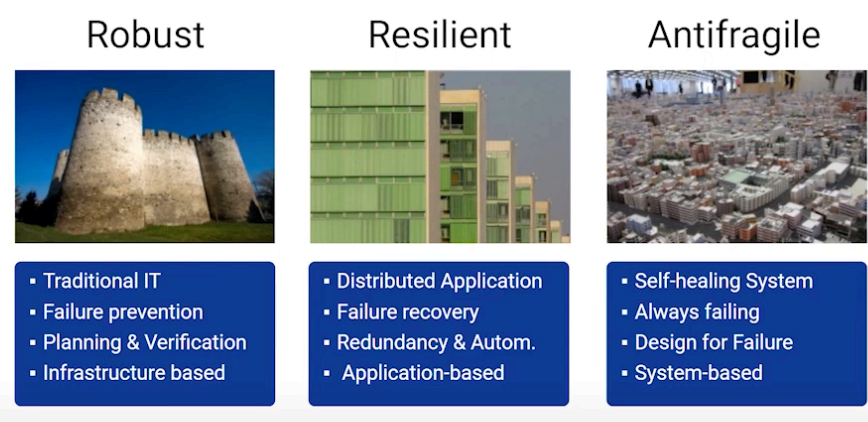 Robust
Resilient
Antifragile
▪ Traditional IT
▪ Failure prevention
▪ Planning & Verification
▪ Infrastructure based
▪ Distributed Application
▪ Failure recovery
▪ Redundancy & Autom.
▪ Application-based
▪ Self-healing System
▪ Always failing
▪ Design for Failure
▪ System-based